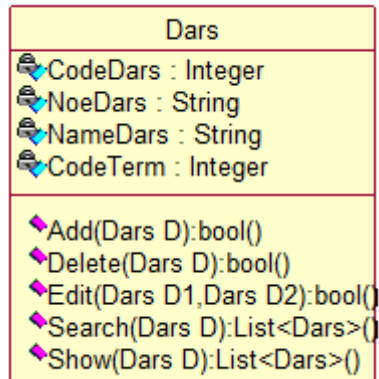 Dars
CodeDars : Integer
NoeDars : String
NameDars : String
CodeTerm : Integer
Add(Dars D):bool()
Delete(Dars D):bool()
Edit(Dars D1,Dars D2):bool()
Search(Dars D):List<Dars>()
Show(Dars D):List<Dars>()